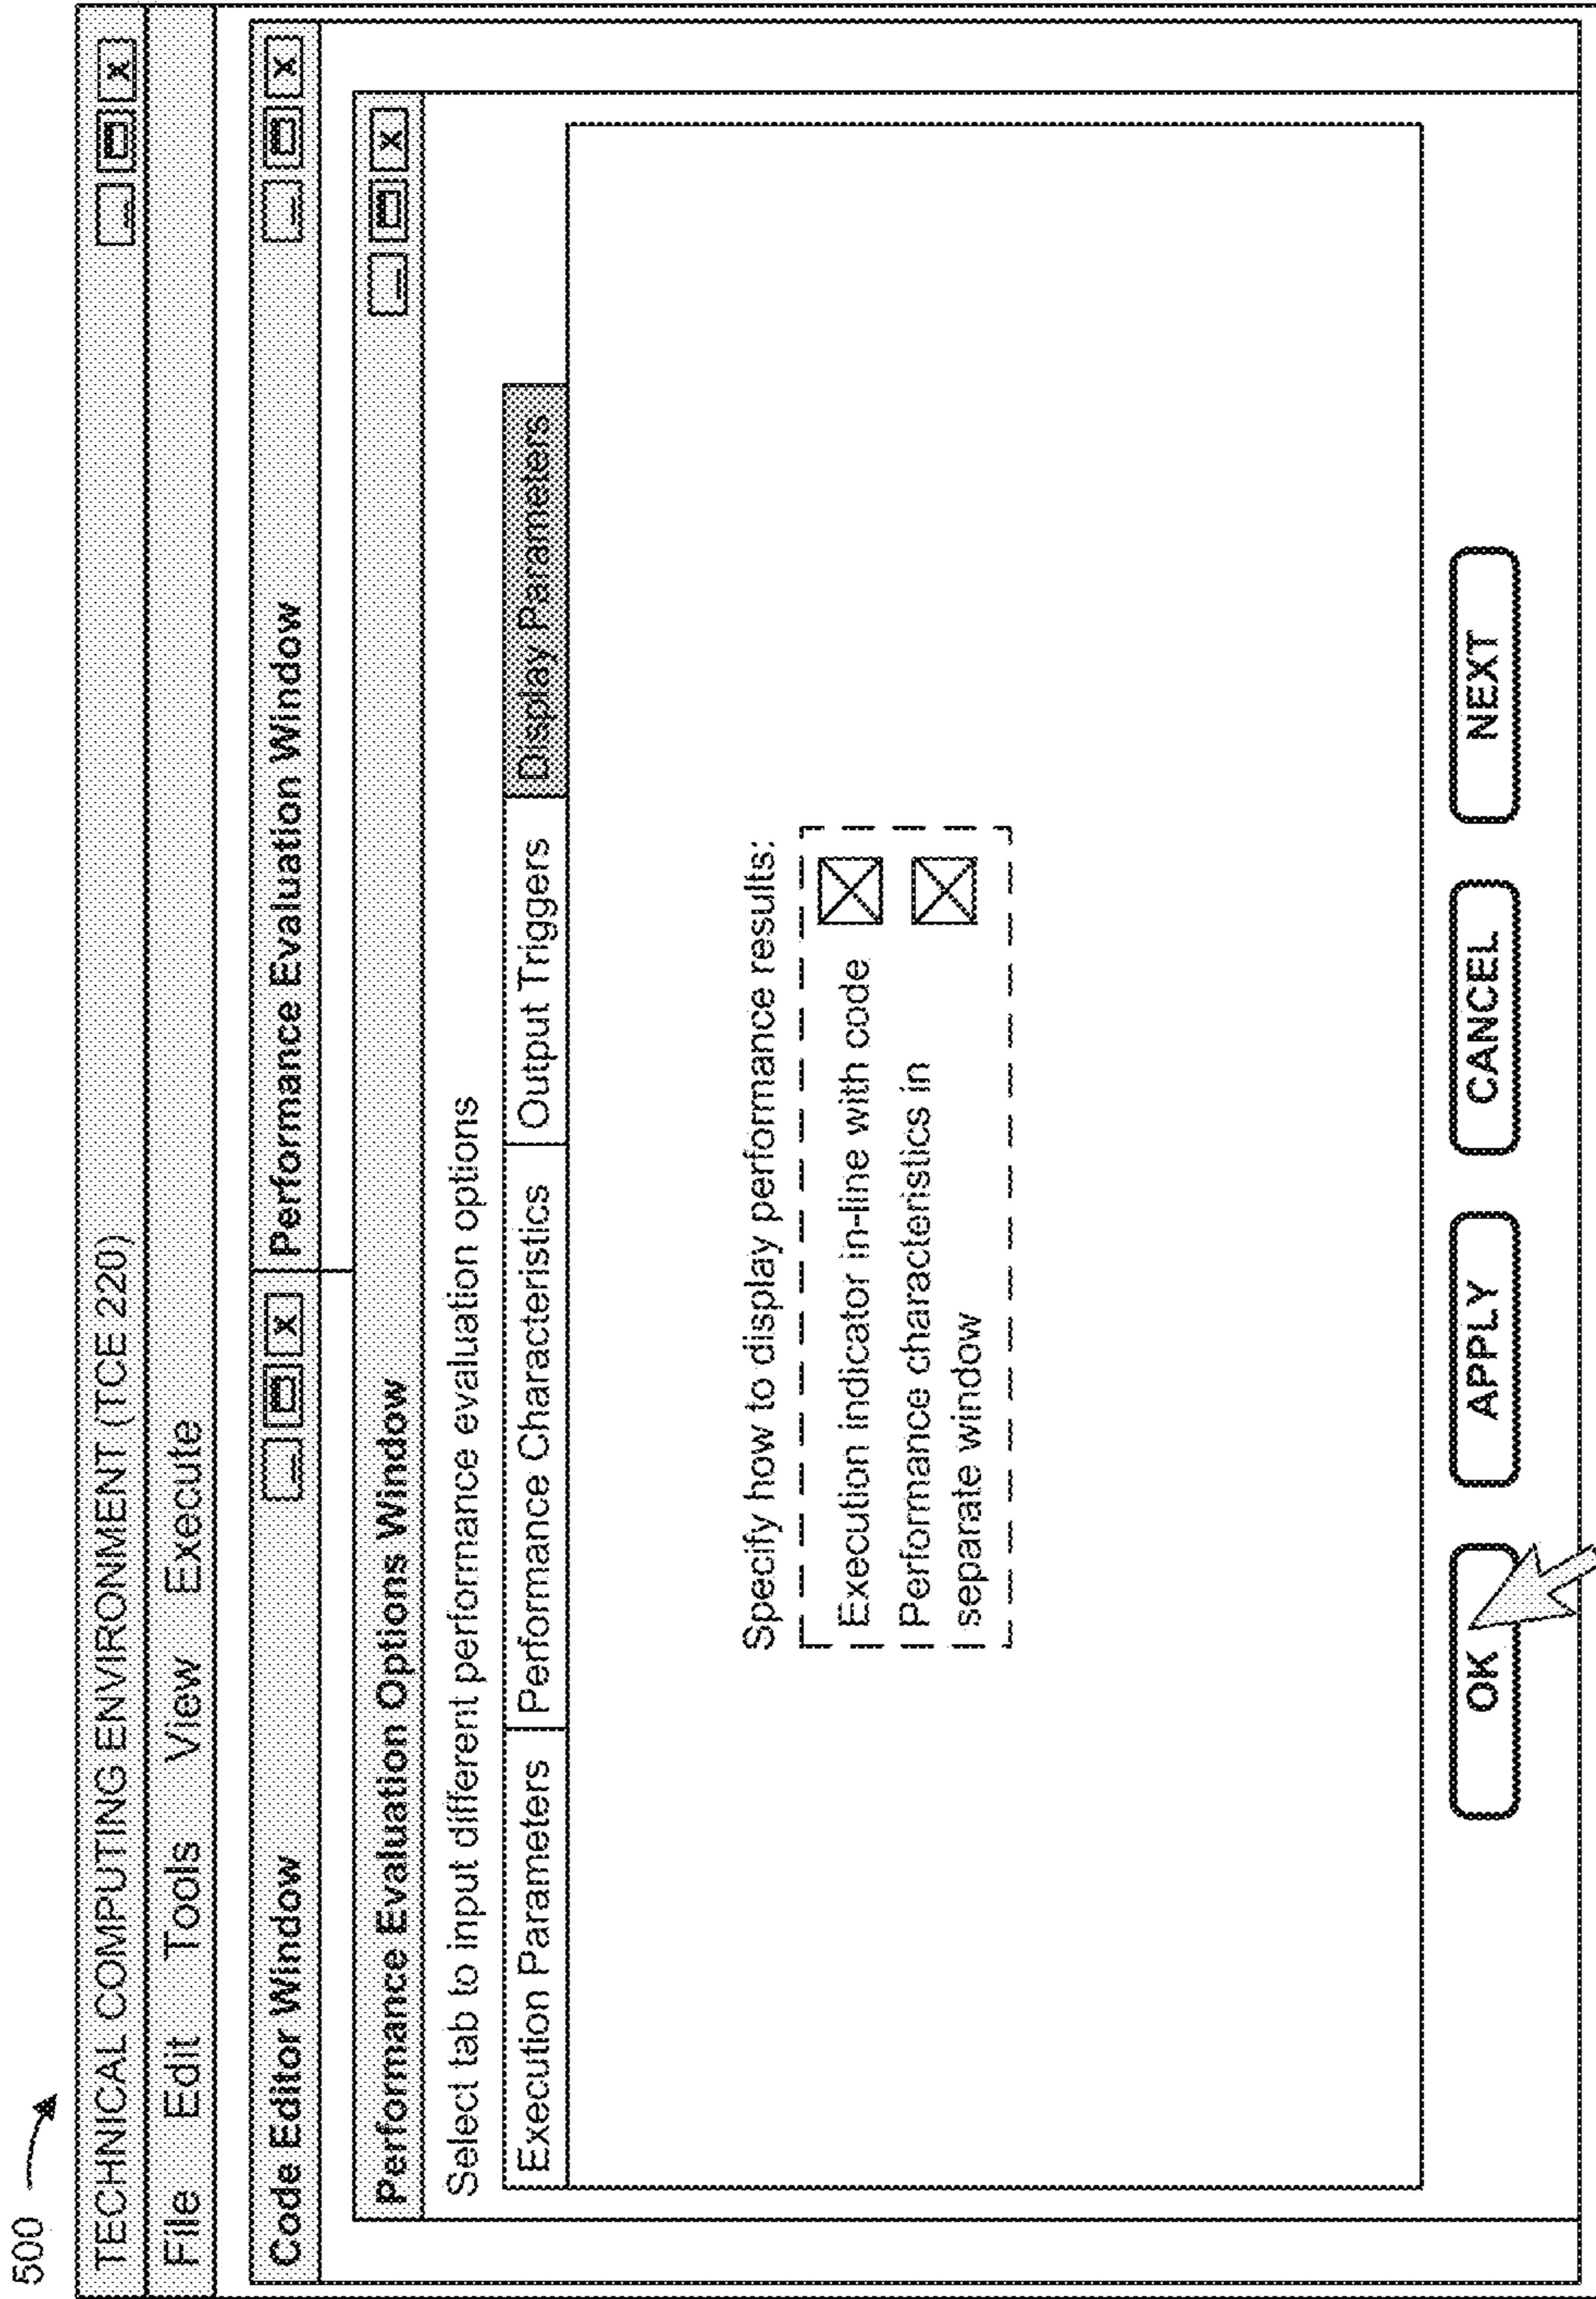 500
TECHNICAL COMPUTING ENVIRONMENT (TCE 220)
File Edit Tools View Execute
Code Editor Window
Performance Evaluation Window
Performance Evaluation Options Window
Select tab to input different performance evaluation options
Execution Parameters Performance Characteristics Output Triggers Display Parameters
Specify how to display performance results:
Execution indicator in-line with code
Performance characteristics in
separate window
OK APPLY CANCEL NEXT